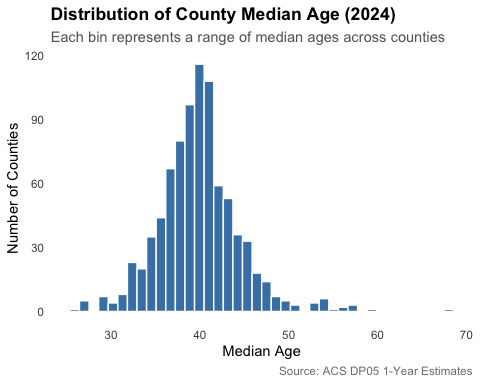 Distribution of County Median Age (2024)
Each bin represents a range of median ages across counties
120
90
60
30
0
Number of Counties
30 40 50 60 70
Median Age
Source: ACS DP05 1-Year Estimates